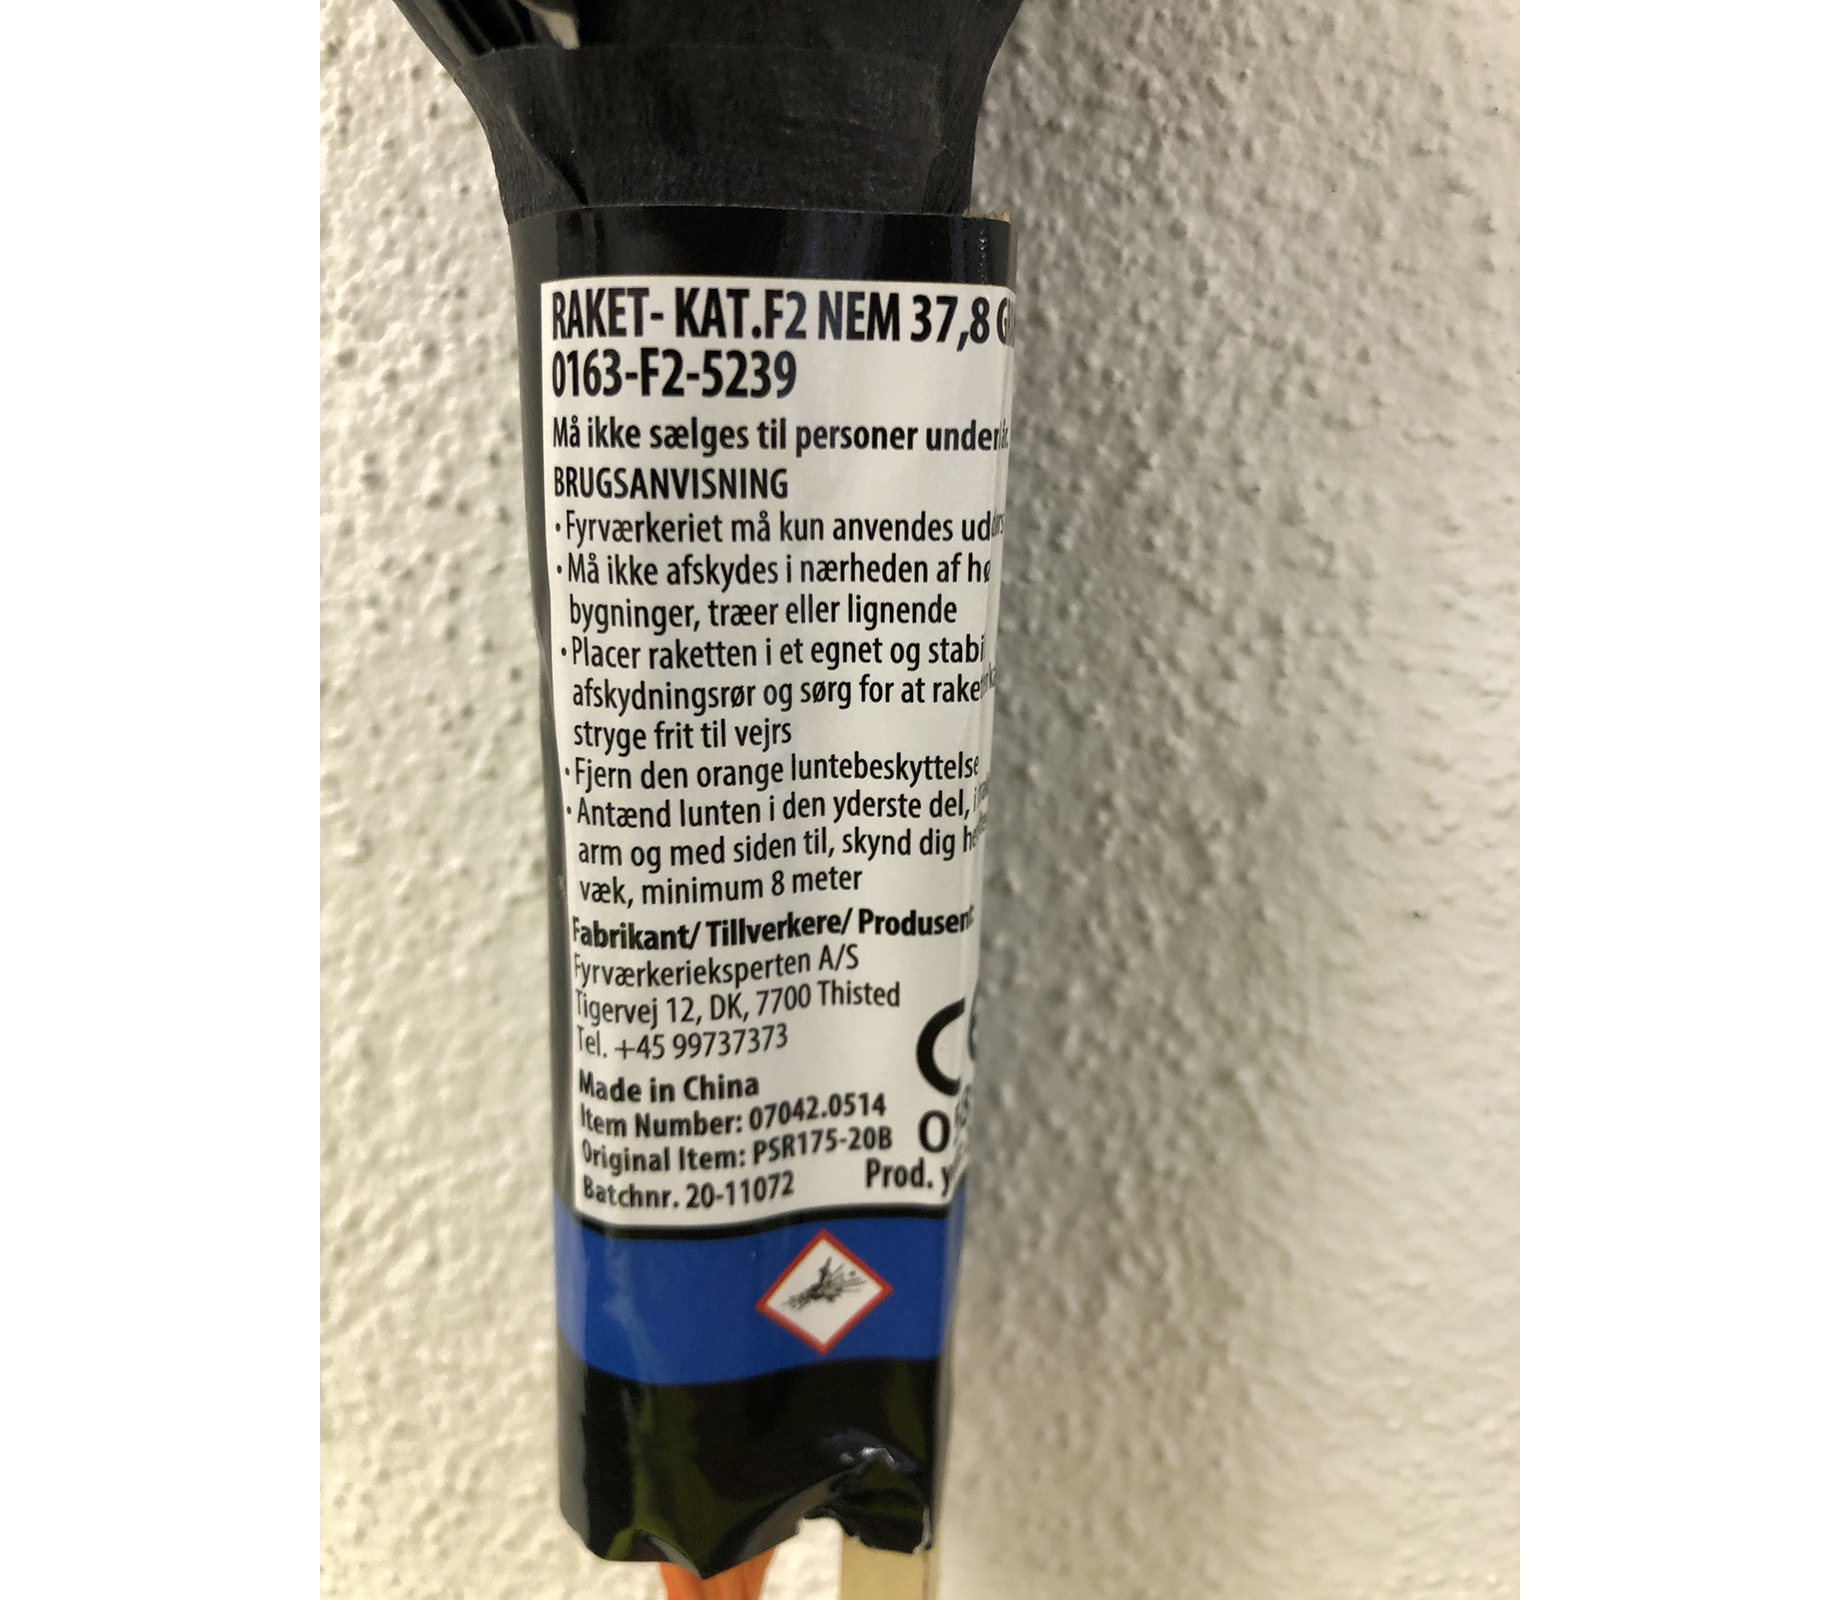 RAKET- KAT.F2 NEM 37,8
0163-F2-5239
Må ikke sælges til personer under
BRUGSANVISNING
· Fyrværkeriet må kun anvendes
· Må ikke afskydes i nærheden af
bygninger, træer eller lignende
· Placer raketten i et egnet og
afskydningsrør og sørg for at
stryge frit til vejrs
· Fjern den orange luntebeskyttelse
· Antænd lunten i den yderste del,
arm og med siden til, skynd dig
væk, minimum 8 meter
Fabrikant/ Tillverkere/ Produsent
Fyrværkerieksperten A/S
Tigervej 12, DK, 7700 Thisted
Tel. +45 99737373
CE
Made in China
Item Number: 07042.0514
Original Item: PSR175-20B
Batchnr. 20-11072 Prod.